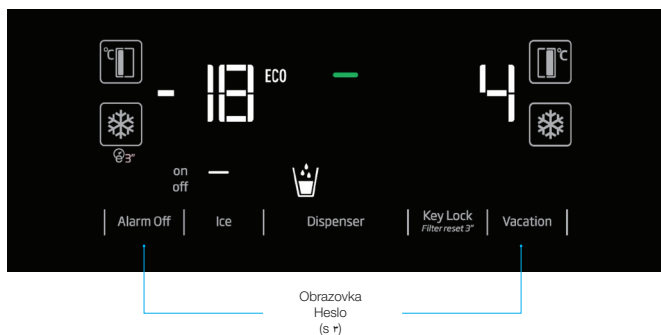 °C
- 18 ECO
4
°C
3"
on
off
Alarm Off
Ice
Dispenser
Key Lock
Filter reset 3"
Vacation
Obrazovka
Heslo
(s ٣)